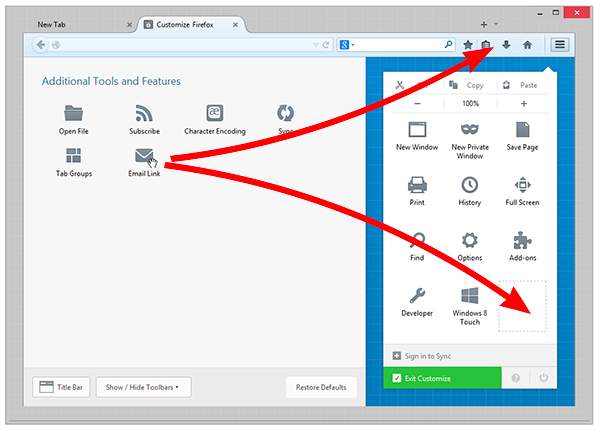 New Tab
Customize Firefox
Additional Tools and Features
Open File
Subscribe
Character Encoding
Sync
Tab Groups
Email Link
Copy
Paste
100%
New Window
New Private
Window
Save Page
Print
History
Full Screen
Find
Options
Add-ons
Developer
Windows 8
Touch
Sign in to Sync
Exit Customize
Title Bar
Show / Hide Toolbars
Restore Defaults